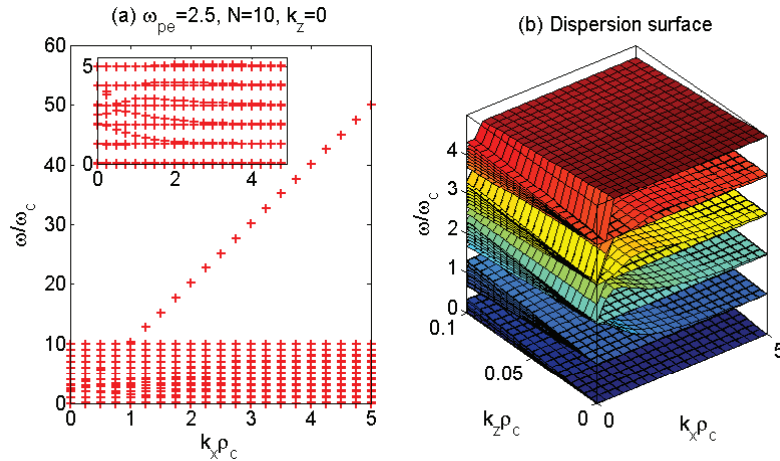 (a) ω_pe=2.5, N=10, k_z=0
60
50
40
30
20
10
0
ω/ω_c
5
0
0 2 4
0 1 2 3 4 5
k_xρ_c
(b) Dispersion surface
4
3
2
1
0
ω/ω_c
0.1
0.05
0
k_zρ_c
0
5
k_xρ_c